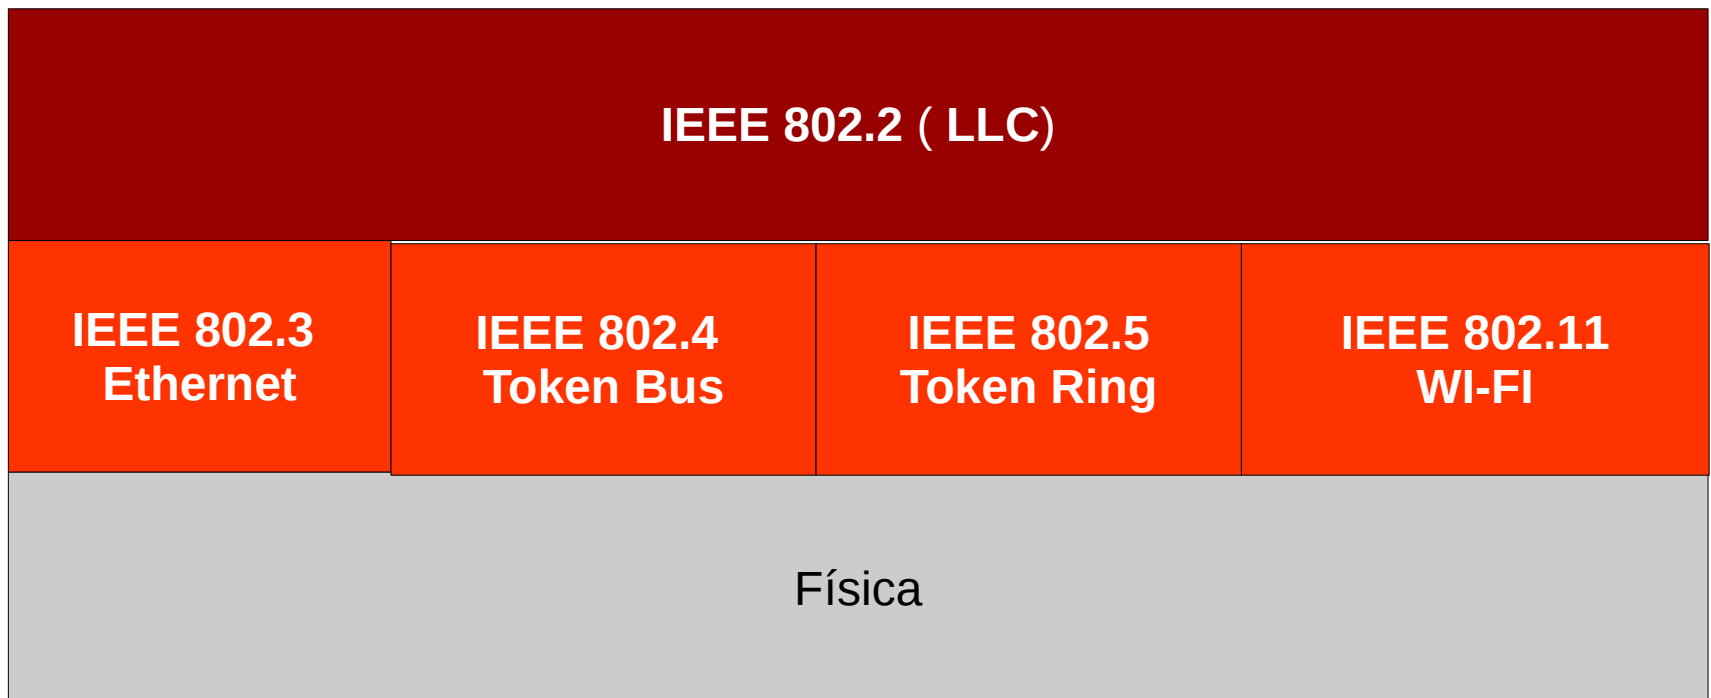 IEEE 802.2 ( LLC)
IEEE 802.3
Ethernet
IEEE 802.4
Token Bus
IEEE 802.5
Token Ring
IEEE 802.11
WI-FI
Física